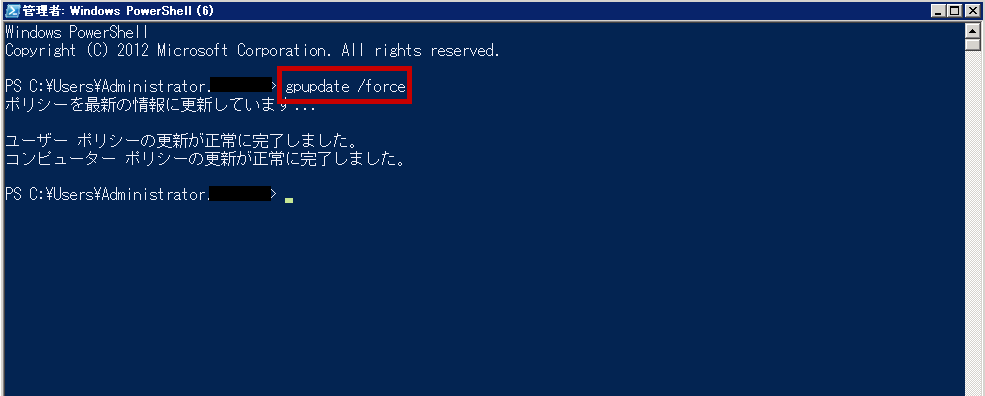 管理者: Windows PowerShell (6)
Windows PowerShell
Copyright (C) 2012 Microsoft Corporation. All rights reserved.
PS C:¥Users¥Administrator.> gpupdate /force
ポリシーを最新の情報に更新しています...
ユーザー ポリシーの更新が正常に完了しました。
コンピューター ポリシーの更新が正常に完了しました。
PS C:¥Users¥Administrator.>